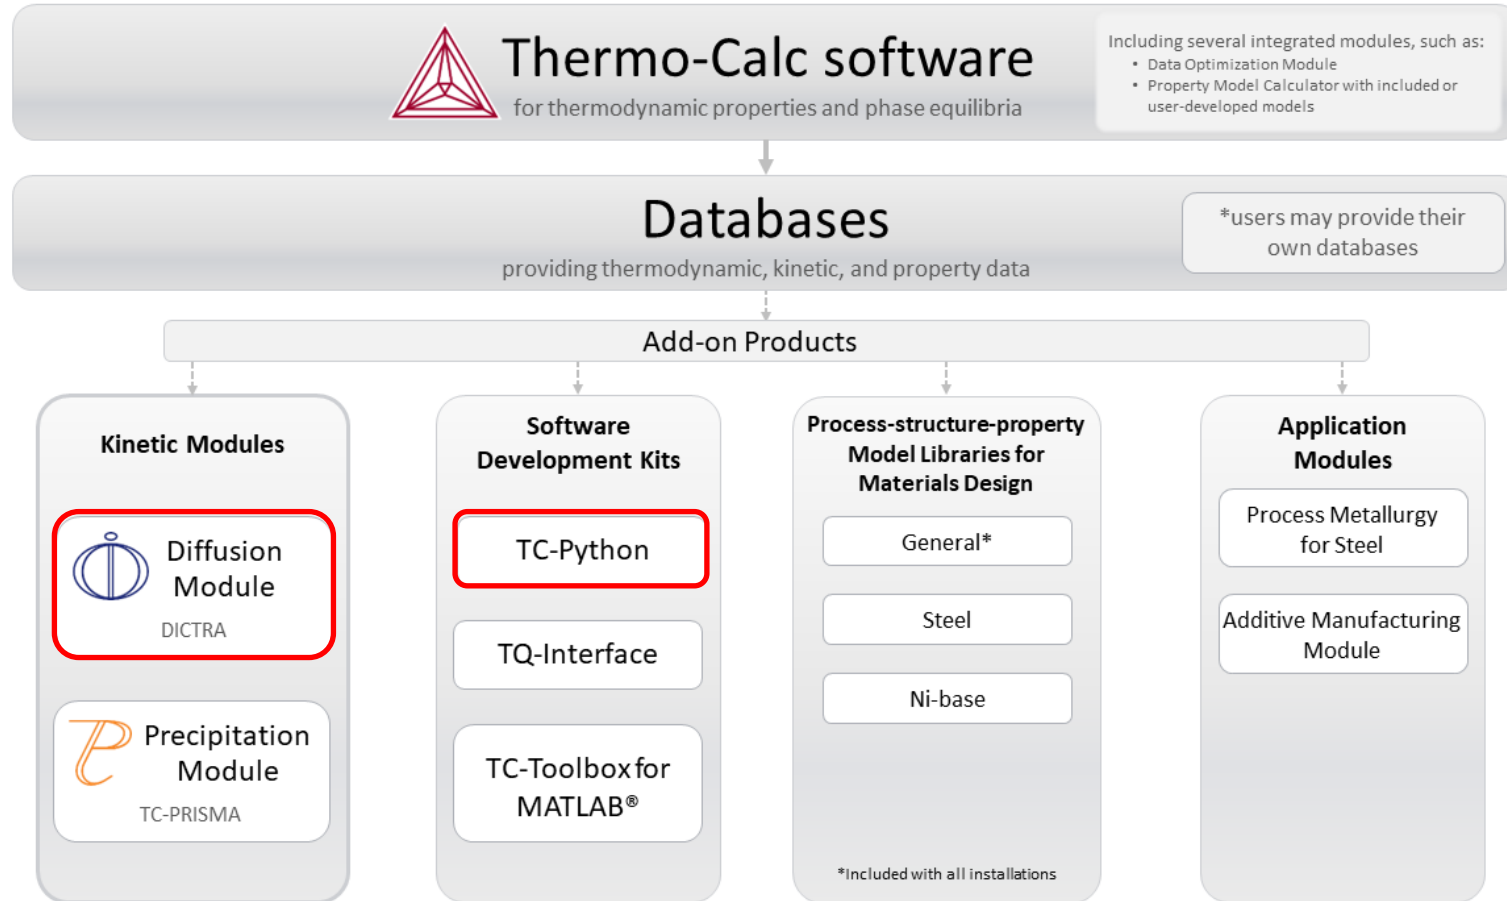 Thermo-Calc software
for thermodynamic properties and phase equilibria
Including several integrated modules, such as:
• Data Optimization Module
• Property Model Calculator with included or
user-developed models
Databases
providing thermodynamic, kinetic, and property data
*users may provide their
own databases
Add-on Products
Kinetic Modules
Diffusion
Module
DICTRA
Precipitation
Module
TC-PRISMA
Software
Development Kits
TC-Python
TQ-Interface
TC-Toolbox for
MATLAB®
Process-structure-property
Model Libraries for
Materials Design
General*
Steel
Ni-base
*Included with all installations
Application
Modules
Process Metallurgy
for Steel
Additive Manufacturing
Module